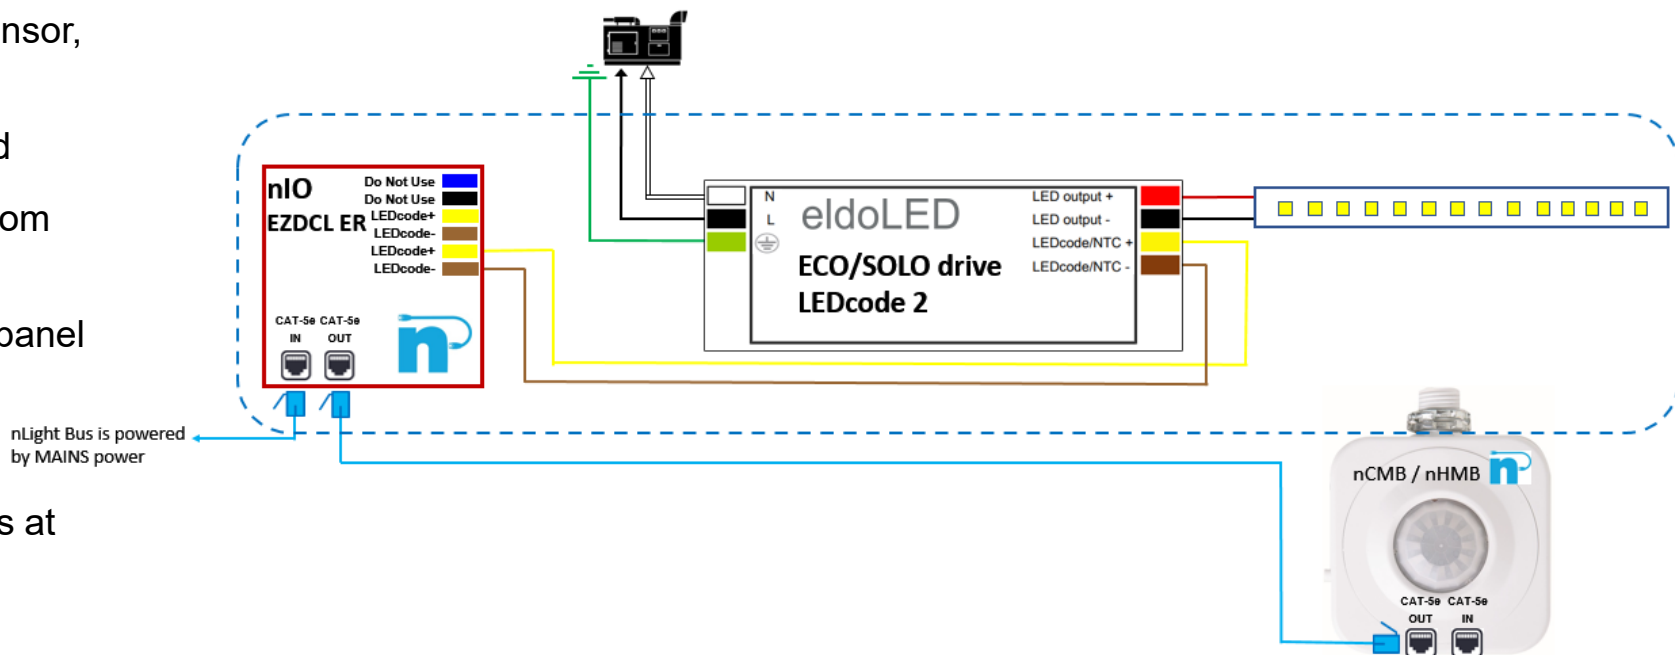 nsor,
d
om
panel
s at
nLight Bus is powered
by MAINS power
nIO
EZDCL ER
Do Not Use
Do Not Use
LEDcode+
LEDcode-
LEDcode+
LEDcode-
CAT-5e CAT-5e
IN OUT
n
N
L
eldoLED
ECO/SOLO drive
LEDcode 2
LED output +
LED output -
LEDcode/NTC +
LEDcode/NTC -
nCMB / nHMB
n
CAT-5e CAT-5e
OUT IN